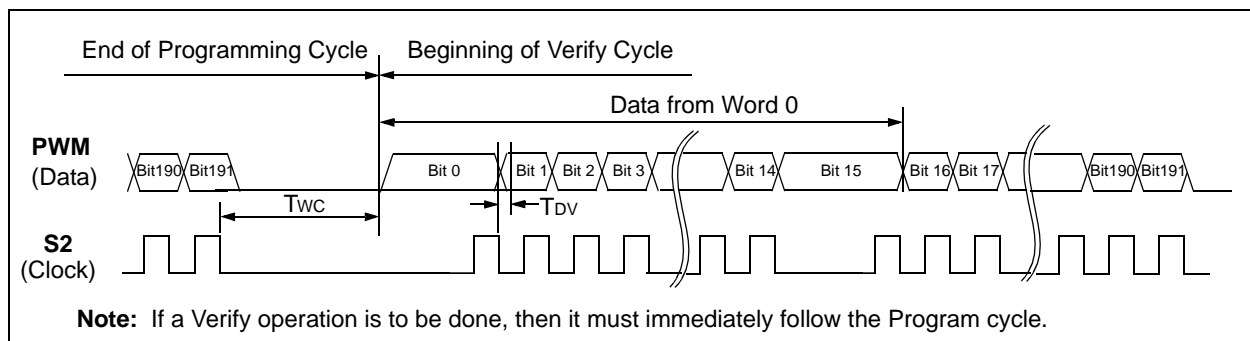 End of Programming Cycle
Beginning of Verify Cycle
Data from Word 0
PWM
(Data)
Bit190 Bit191 Bit 0 Bit 1 Bit 2 Bit 3 Bit 14 Bit 15 Bit 16 Bit 17 Bit190 Bit191
TWC
TDV
S2
(Clock)
Note: If a Verify operation is to be done, then it must immediately follow the Program cycle.